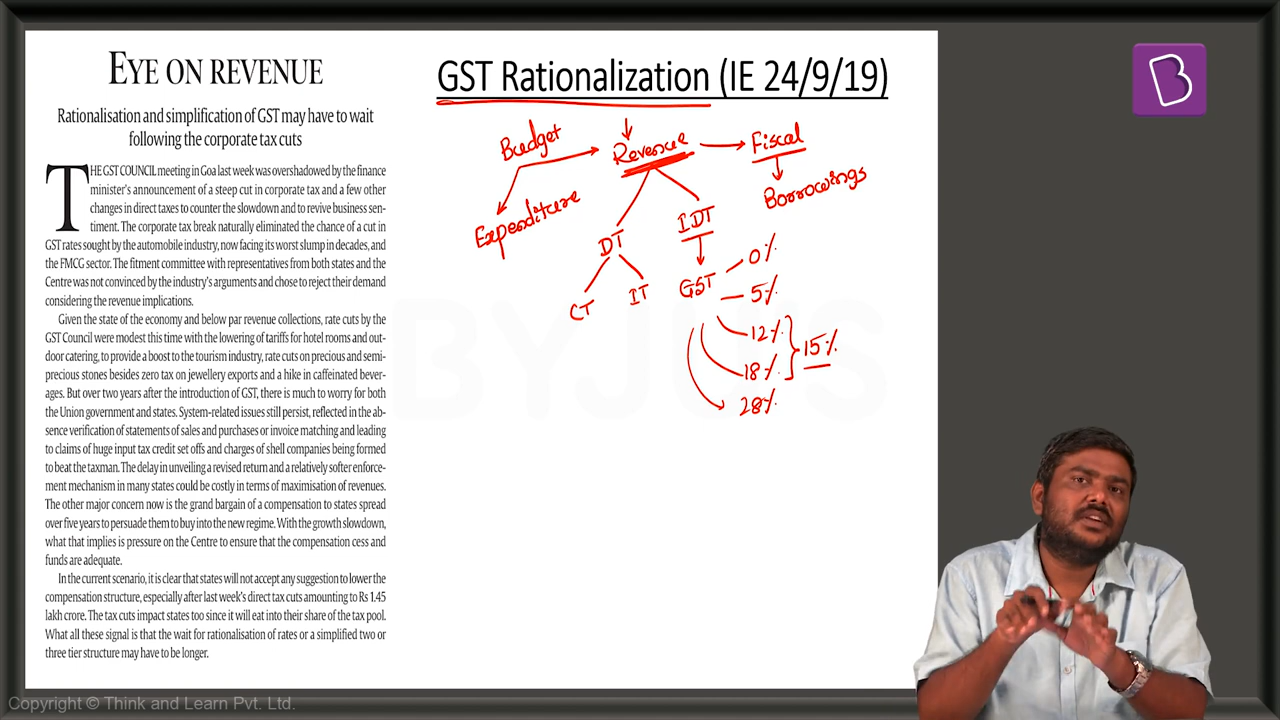 EYE ON REVENUE
Rationalisation and simplification of GST may have to wait
following the corporate tax cuts
THE GST COUNCIL meeting in Goa last week was overshadowed by the finance
minister's announcement of a steep cut in corporate tax and a few other
changes in direct taxes to counter the slowdown and to revive business sen-
timent. The corporate tax break naturally eliminated the chance of a cut in
GST rates sought by the automobile industry, now facing its worst slump in decades, and
the FMCG sector. The fitment committee with representatives from both states and the
Centre was not convinced by the industry's arguments and chose to reject their demand
considering the revenue implications.
Given the state of the economy and below par revenue collections, rate cuts by the
GST Council were modest this time with the lowering of tariffs for hotel rooms and out-
door catering, to provide a boost to the tourism industry, rate cuts on precious and semi-
precious stones besides zero tax on jewellery exports and a hike in caffeinated bever-
ages. But over two years after the introduction of GST, there is much to worry for both
the Union government and states. System-related issues still persist, reflected in the ab-
sence verification of statements of sales and purchases or invoice matching and leading
to claims of huge input tax credit set offs and charges of shell companies being formed
to beat the taxman. The delay in unveiling a revised return and a relatively softer enforce-
ment mechanism in many states could be costly in terms of maximisation of revenues.
The other major concern now is the grand bargain of a compensation to states spread
over five years to persuade them to buy into the new regime. With the growth slowdown,
what that implies is pressure on the Centre to ensure that the compensation cess and
funds are adequate.
In the current scenario, it is clear that states will not accept any suggestion to lower the
compensation structure, especially after last week's direct tax cuts amounting to Rs 1.45
lakh crore. The tax cuts impact states too since it will eat into their share of the tax pool.
What all these signal is that the wait for rationalisation of rates or a simplified two or
three tier structure may have to be longer.
GST Rationalization (IE 24/9/19)
Budget
Revenue
Fiscal
Borrowings
Expenditure
DT
IDT
CT
IT
GST
0%
5%
12%
18%
15%
28%
BYJU'S
B
Copyright © Think and Learn Pvt. Ltd.